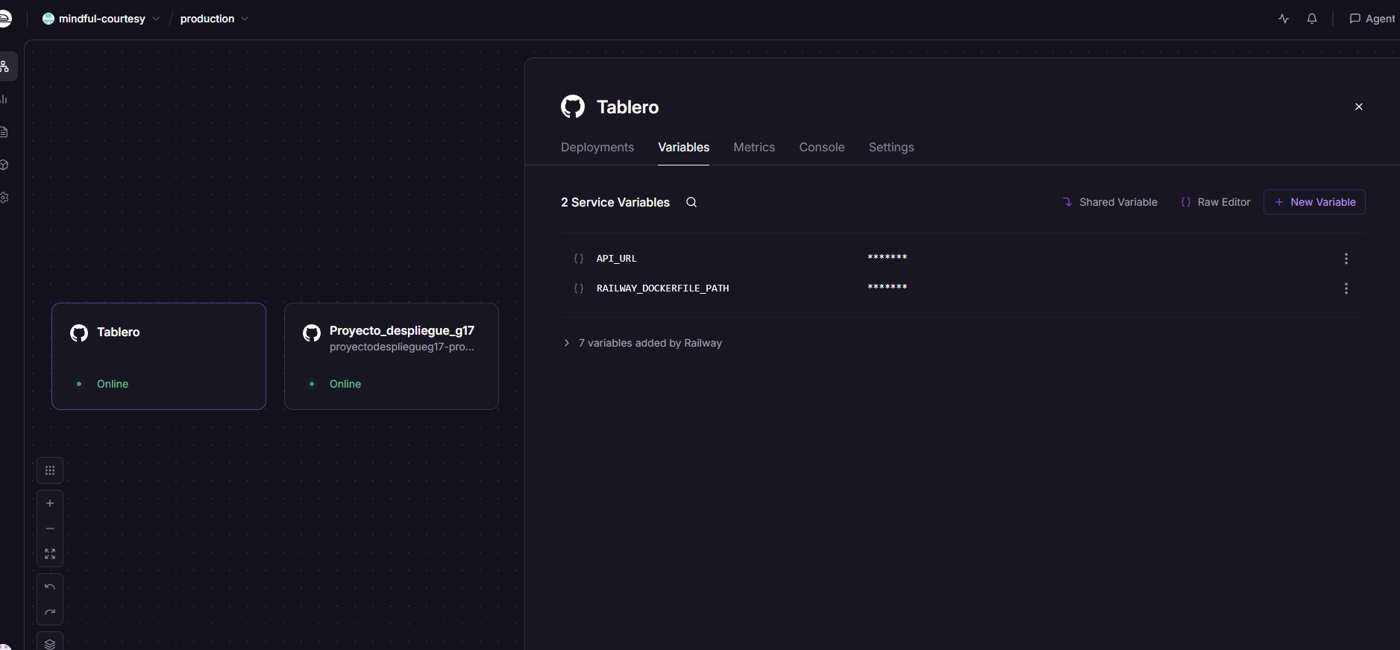 mindful-courtesy / production
Agent
Tablero
Deployments Variables Metrics Console Settings
2 Service Variables Shared Variable {} Raw Editor + New Variable
{} API_URL *******
{} RAILWAY_DOCKERFILE_PATH *******
7 variables added by Railway
Tablero
Online
Proyecto_despliegue_g17
proyectodespliegueg17-pro...
Online